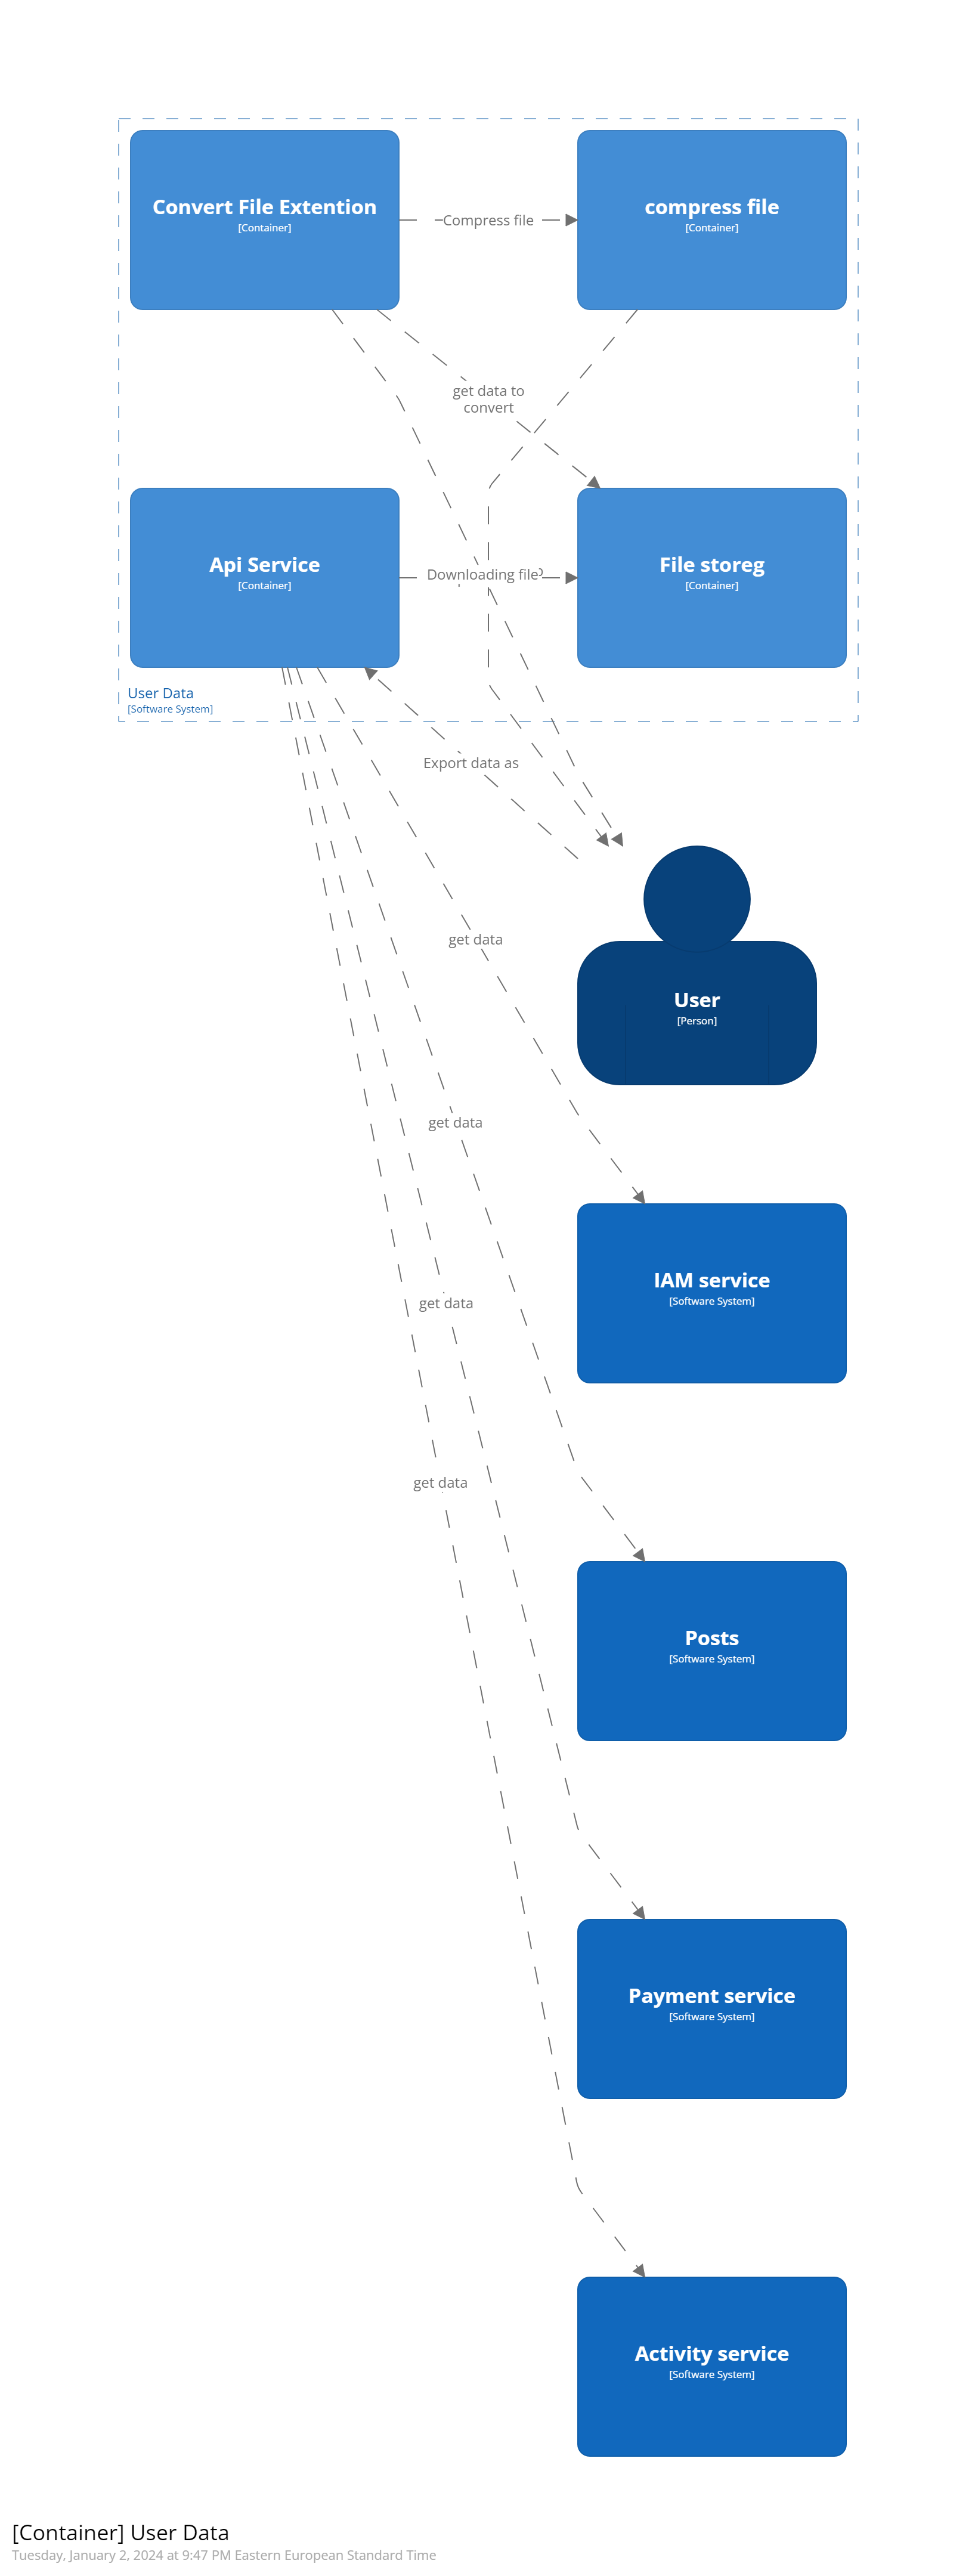 Convert File Extention
[Container]
compress file
[Container]
Compress file
get data to
convert
Api Service
[Container]
Downloading file
File storeg
[Container]
User Data
[Software System]
Export data as
User
[Person]
get data
get data
IAM service
[Software System]
get data
get data
Posts
[Software System]
Payment service
[Software System]
Activity service
[Software System]
[Container] User Data
Tuesday, January 2, 2024 at 9:47 PM Eastern European Standard Time